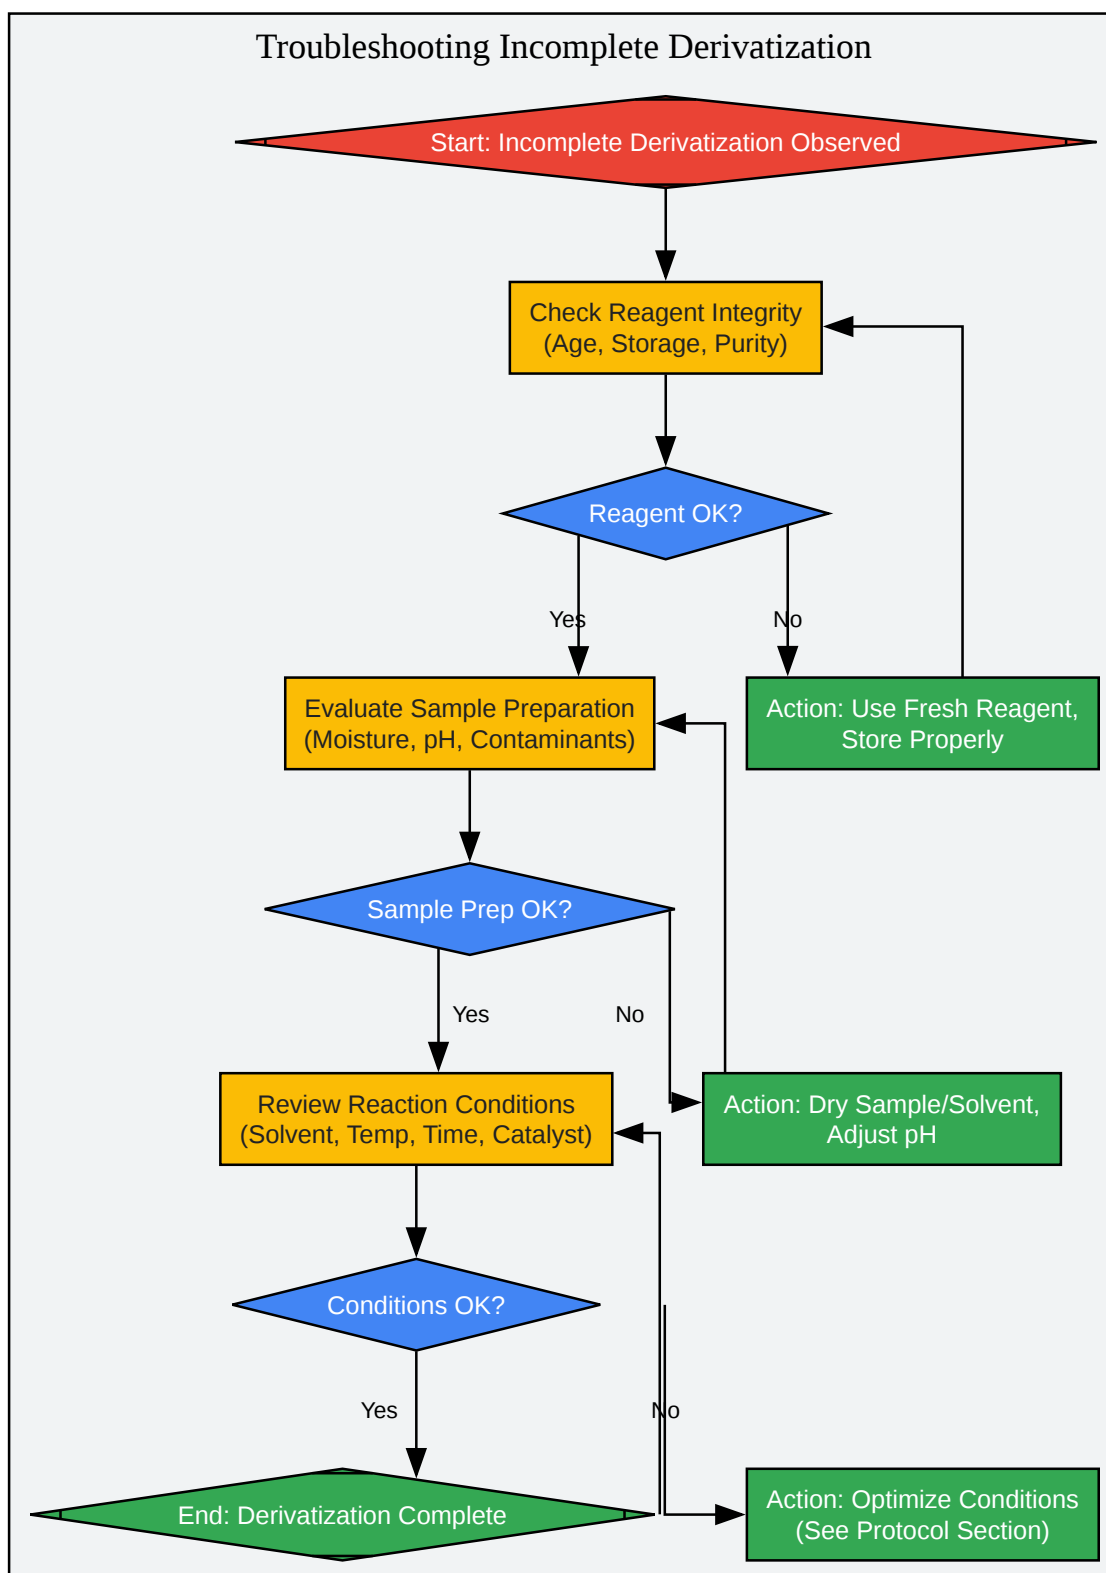 Troubleshooting Incomplete Derivatization
Start: Incomplete Derivatization Observed
Check Reagent Integrity
(Age, Storage, Purity)
Reagent OK?
Yes
No
Evaluate Sample Preparation
(Moisture, pH, Contaminants)
Action: Use Fresh Reagent,
Store Properly
Sample Prep OK?
Yes
No
Review Reaction Conditions
(Solvent, Temp, Time, Catalyst)
Action: Dry Sample/Solvent,
Adjust pH
Conditions OK?
Yes
No
End: Derivatization Complete
Action: Optimize Conditions
(See Protocol Section)